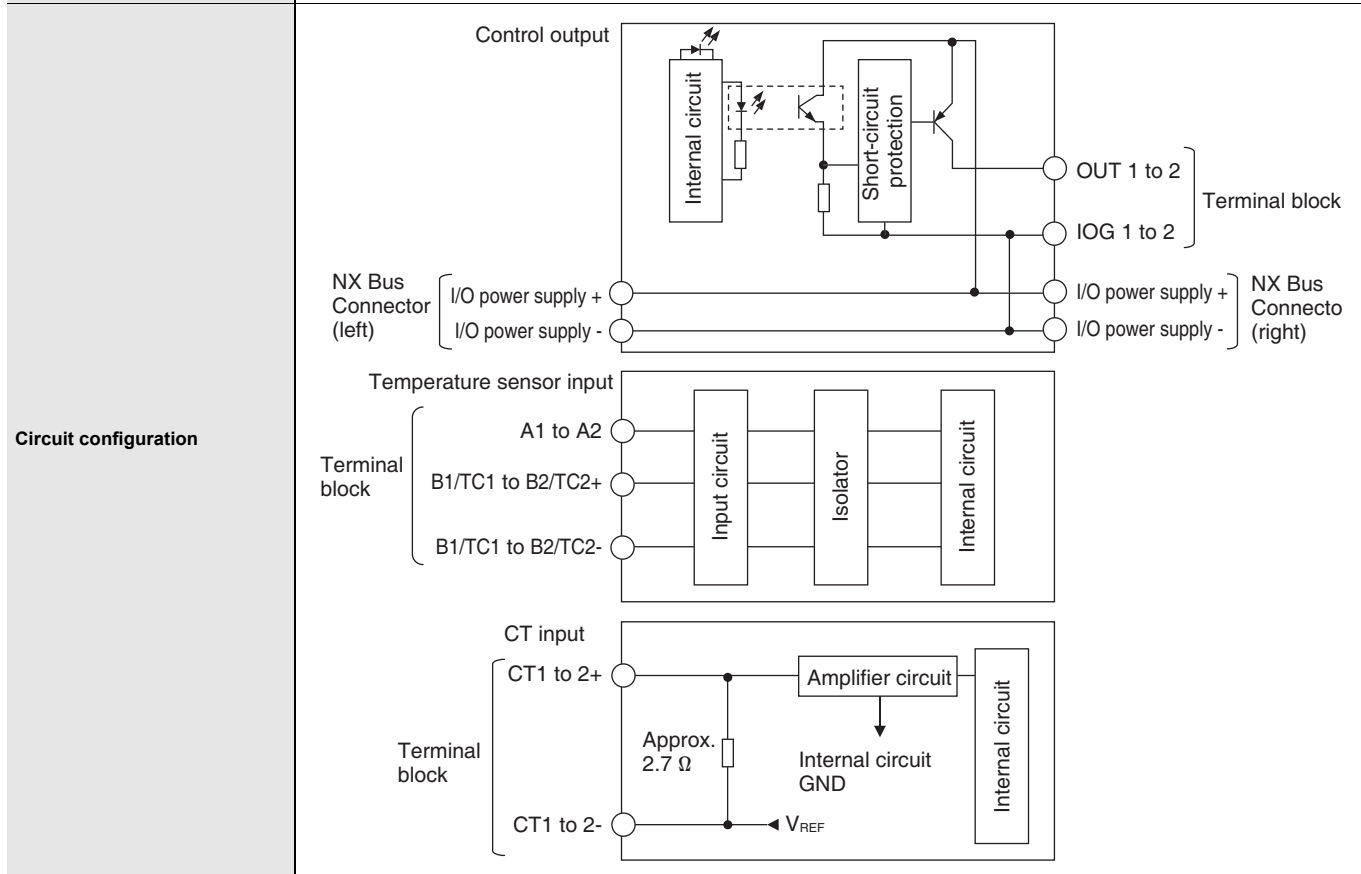 Circuit configuration
Control output
Internal circuit
Short-circuit
protection
OUT 1 to 2
IOG 1 to 2
Terminal block
NX Bus
Connector
(left)
I/O power supply +
I/O power supply -
I/O power supply +
I/O power supply -
NX Bus
Connecto
(right)
Temperature sensor input
Terminal
block
A1 to A2
B1/TC1 to B2/TC2+
B1/TC1 to B2/TC2-
Input circuit
Isolator
Internal circuit
CT input
Terminal
block
CT1 to 2+
CT1 to 2-
Approx.
2.7 Ω
Amplifier circuit
Internal circuit
GND
VREF
Internal circuit